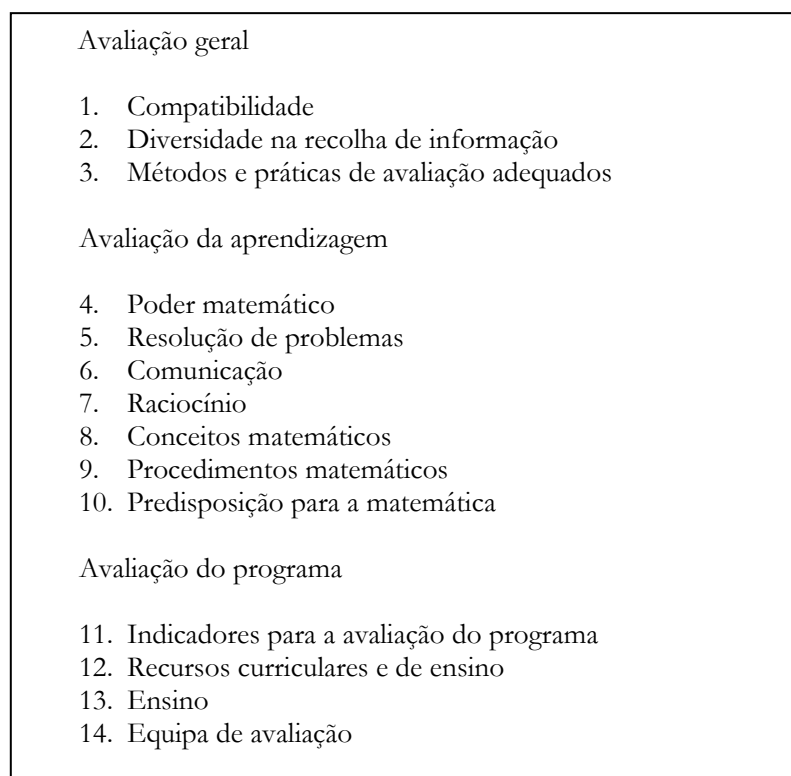 Avaliação geral
1. Compatibilidade
2. Diversidade na recolha de informação
3. Métodos e práticas de avaliação adequados
Avaliação da aprendizagem
4. Poder matemático
5. Resolução de problemas
6. Comunicação
7. Raciocínio
8. Conceitos matemáticos
9. Procedimentos matemáticos
10. Predisposição para a matemática
Avaliação do programa
11. Indicadores para a avaliação do programa
12. Recursos curriculares e de ensino
13. Ensino
14. Equipa de avaliação